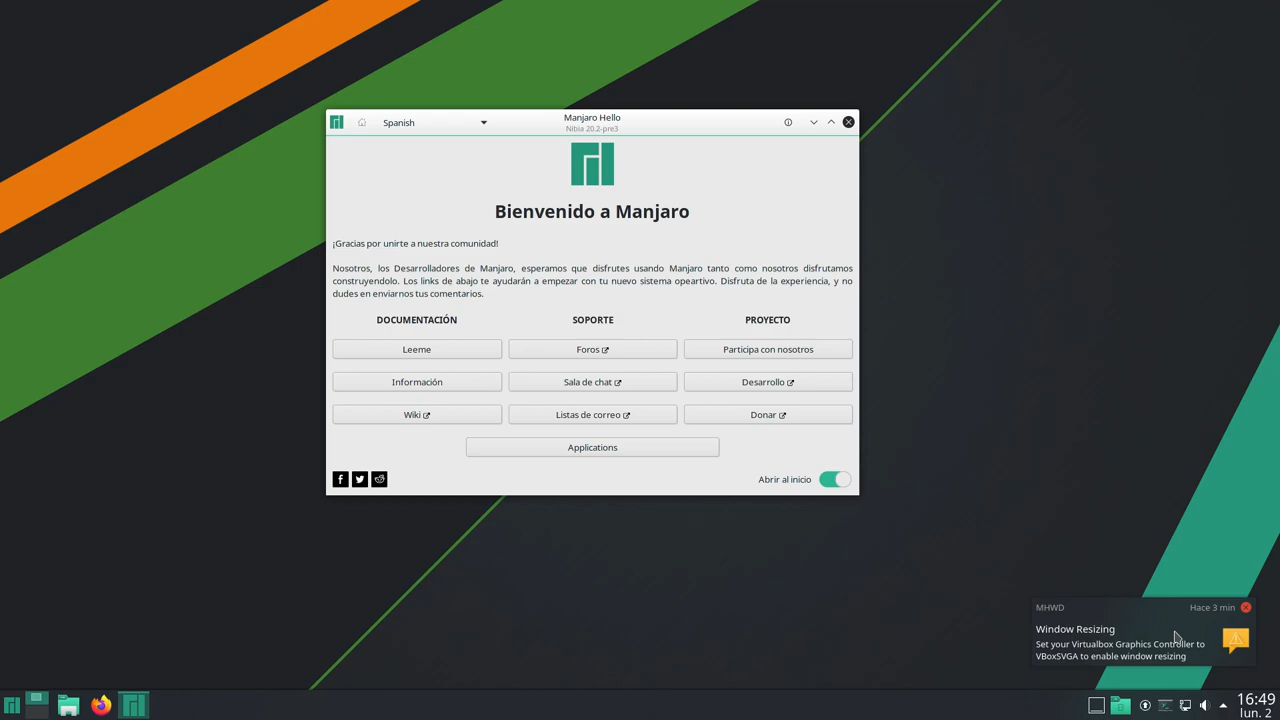 Spanish
Manjaro Hello
Nibia 20.2-pre3
Bienvenido a Manjaro
¡Gracias por unirte a nuestra comunidad!
Nosotros, los Desarrolladores de Manjaro, esperamos que disfrutes usando Manjaro tanto como nosotros disfrutamos
construyendolo. Los links de abajo te ayudarán a empezar con tu nuevo sistema opeartivo. Disfruta de la experiencia, y no
dudes en enviarnos tus comentarios.
DOCUMENTACIÓN SOPORTE PROYECTO
Leeme Foros Participa con nosotros
Información Sala de chat Desarrollo
Wiki Listas de correo Donar
Applications
Abrir al inicio
MHWD Hace 3 min
Window Resizing
Set your Virtualbox Graphics Controller to
VBoxSVGA to enable window resizing
16:49
lun. 2